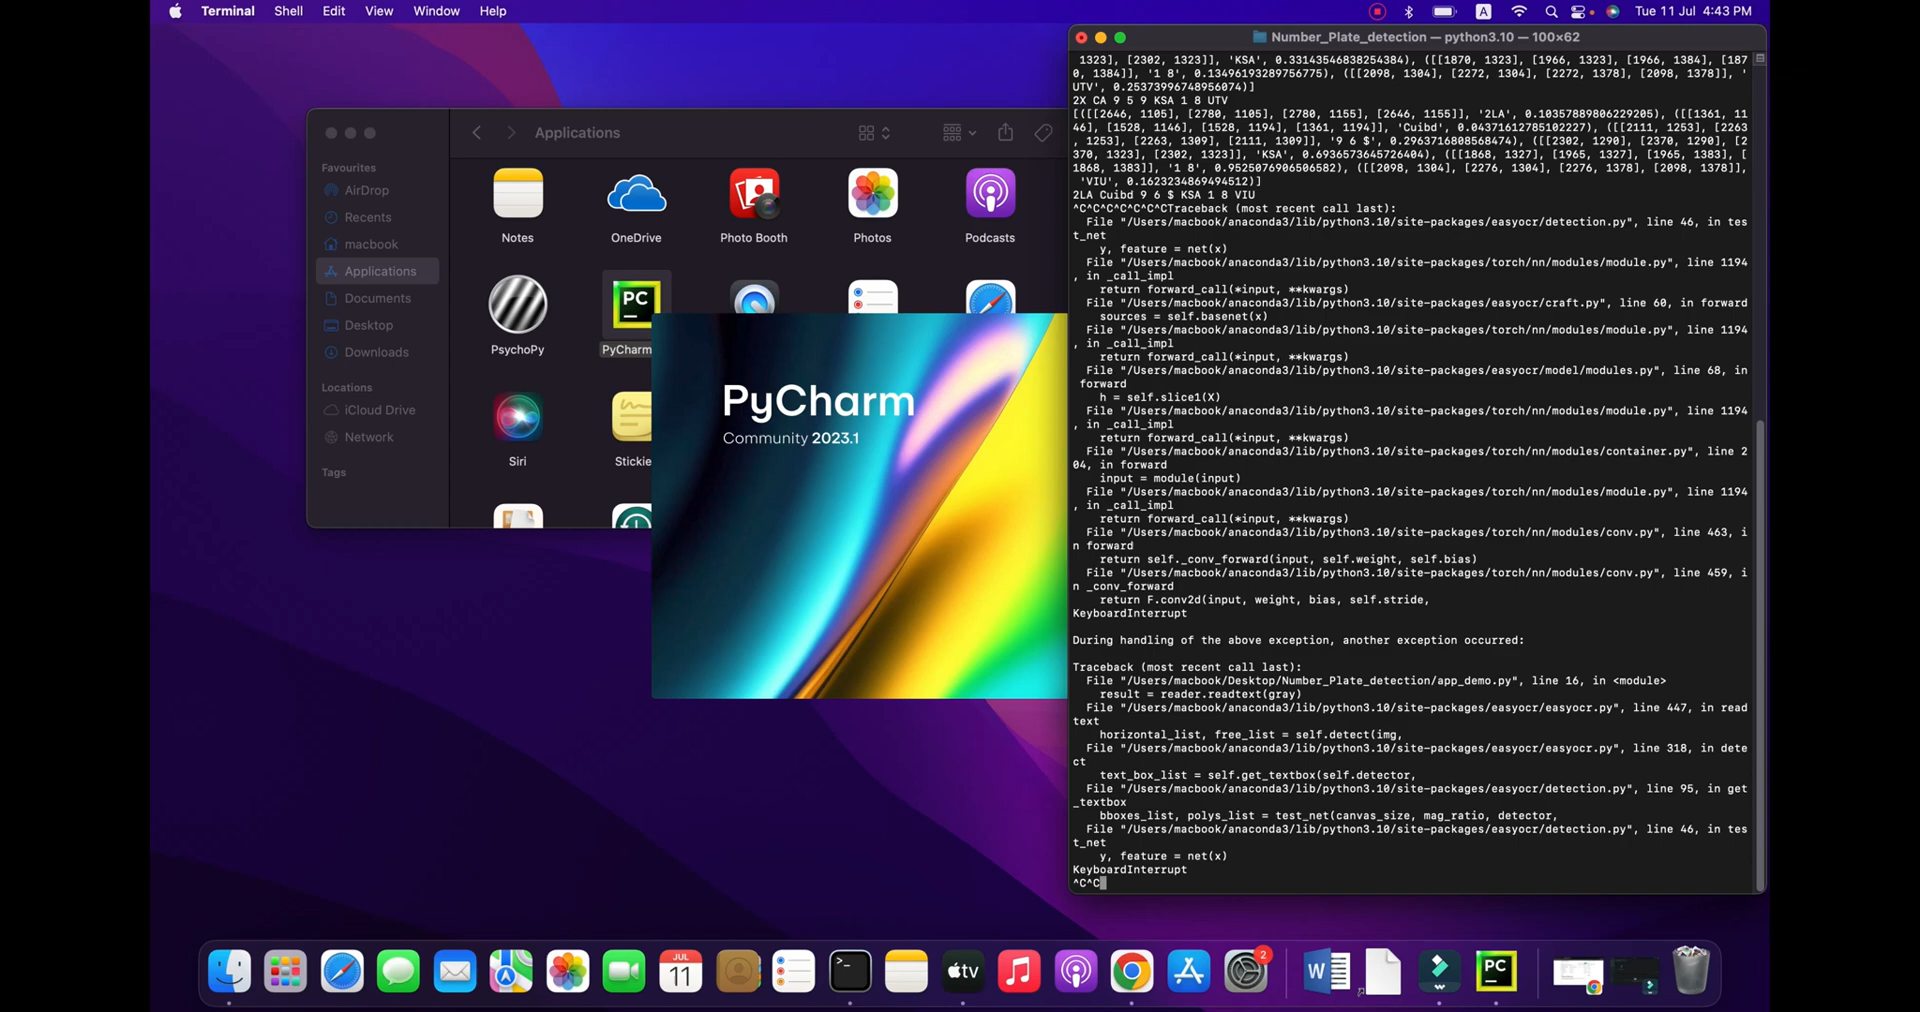 Terminal Shell Edit View Window Help
A
Tue 11 Jul 4:43 PM
Applications
Favourites
AirDrop
Recents
macbook
Applications
Documents
Desktop
Downloads
Locations
iCloud Drive
Network
Tags
Notes
OneDrive
Photo Booth
Photos
Podcasts
PC
PsychoPy
PyCharm
Siri
Stickie
PyCharm
Community 2023.1
Number_Plate_detection — python3.10 — 100×62
1323], [2302, 1323]], 'KSA', 0.33143546838254384), ([[1870, 1323], [1966, 1323], [1966, 1384], [187
0, 1384]], '1 8', 0.13496193289756775), ([[2098, 1304], [2272, 1304], [2272, 1378], [2098, 1378]], '
UTV', 0.25373996748956074)]
2X CA 9 5 9 KSA 1 8 UTV
[([[2646, 1105], [2780, 1105], [2780, 1155], [2646, 1155]], '2LA', 0.10357889806229205), ([[1361, 11
46], [1528, 1146], [1528, 1194], [1361, 1194]], 'Cuibd', 0.04371612785102227), ([[2111, 1253], [2263
, 1253], [2263, 1309], [2111, 1309]], '9 6 $', 0.2963716808568474), ([[2302, 1290], [2370, 1290], [2
370, 1323], [2302, 1323]], 'KSA', 0.6936573645726404), ([[1868, 1327], [1965, 1327], [1965, 1383], [
1868, 1383]], '1 8', 0.9525076906506582), ([[2098, 1304], [2276, 1304], [2276, 1378], [2098, 1378]],
'VIU', 0.1623234869494512)]
2LA Cuibd 9 6 $ KSA 1 8 VIU
^C^C^C^C^C^C^CTraceback (most recent call last):
File "/Users/macbook/anaconda3/lib/python3.10/site-packages/easyocr/detection.py", line 46, in tes
t_net
y, feature = net(x)
File "/Users/macbook/anaconda3/lib/python3.10/site-packages/torch/nn/modules/module.py", line 1194
, in _call_impl
return forward_call(*input, **kwargs)
File "/Users/macbook/anaconda3/lib/python3.10/site-packages/easyocr/craft.py", line 60, in forward
sources = self.basenet(x)
File "/Users/macbook/anaconda3/lib/python3.10/site-packages/torch/nn/modules/module.py", line 1194
, in _call_impl
return forward_call(*input, **kwargs)
File "/Users/macbook/anaconda3/lib/python3.10/site-packages/easyocr/model/modules.py", line 68, in
forward
h = self.slice1(X)
File "/Users/macbook/anaconda3/lib/python3.10/site-packages/torch/nn/modules/module.py", line 1194
, in _call_impl
return forward_call(*input, **kwargs)
File "/Users/macbook/anaconda3/lib/python3.10/site-packages/torch/nn/modules/container.py", line 2
04, in forward
input = module(input)
File "/Users/macbook/anaconda3/lib/python3.10/site-packages/torch/nn/modules/module.py", line 1194
, in _call_impl
return forward_call(*input, **kwargs)
File "/Users/macbook/anaconda3/lib/python3.10/site-packages/torch/nn/modules/conv.py", line 463, i
n forward
return self._conv_forward(input, self.weight, self.bias)
File "/Users/macbook/anaconda3/lib/python3.10/site-packages/torch/nn/modules/conv.py", line 459, i
n _conv_forward
return F.conv2d(input, weight, bias, self.stride,
KeyboardInterrupt
During handling of the above exception, another exception occurred:
Traceback (most recent call last):
File "/Users/macbook/Desktop/Number_Plate_detection/app_demo.py", line 16, in <module>
result = reader.readtext(gray)
File "/Users/macbook/anaconda3/lib/python3.10/site-packages/easyocr/easyocr.py", line 447, in read
text
horizontal_list, free_list = self.detect(img,
File "/Users/macbook/anaconda3/lib/python3.10/site-packages/easyocr/easyocr.py", line 318, in dete
ct
text_box_list = self.get_textbox(self.detector,
File "/Users/macbook/anaconda3/lib/python3.10/site-packages/easyocr/detection.py", line 95, in get
_textbox
bboxes_list, polys_list = test_net(canvas_size, mag_ratio, detector,
File "/Users/macbook/anaconda3/lib/python3.10/site-packages/easyocr/detection.py", line 46, in tes
t_net
y, feature = net(x)
KeyboardInterrupt
^C^C
JUL
11
>_
tv
2
W
PC